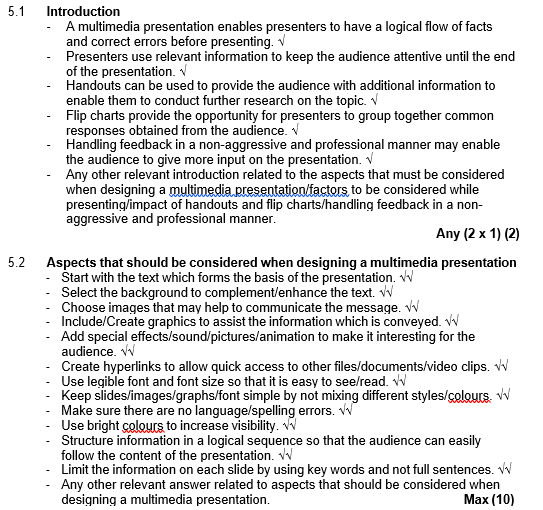 5.1 Introduction
- A multimedia presentation enables presenters to have a logical flow of facts
and correct errors before presenting. √
- Presenters use relevant information to keep the audience attentive until the end
of the presentation. √
- Handouts can be used to provide the audience with additional information to
enable them to conduct further research on the topic. √
- Flip charts provide the opportunity for presenters to group together common
responses obtained from the audience. √
- Handling feedback in a non-aggressive and professional manner may enable
the audience to give more input on the presentation. √
- Any other relevant introduction related to the aspects that must be considered
when designing a multimedia presentation/factors to be considered while
presenting/impact of handouts and flip charts/handling feedback in a non-
aggressive and professional manner.
Any (2 x 1) (2)
5.2 Aspects that should be considered when designing a multimedia presentation
- Start with the text which forms the basis of the presentation. √√
- Select the background to complement/enhance the text. √√
- Choose images that may help to communicate the message. √√
- Include/Create graphics to assist the information which is conveyed. √√
- Add special effects/sound/pictures/animation to make it interesting for the
audience. √√
- Create hyperlinks to allow quick access to other files/documents/video clips. √√
- Use legible font and font size so that it is easy to see/read. √√
- Keep slides/images/graphs/font simple by not mixing different styles/colours. √√
- Make sure there are no language/spelling errors. √√
- Use bright colours to increase visibility. √√
- Structure information in a logical sequence so that the audience can easily
follow the content of the presentation. √√
- Limit the information on each slide by using key words and not full sentences. √√
- Any other relevant answer related to aspects that should be considered when
designing a multimedia presentation. Max (10)